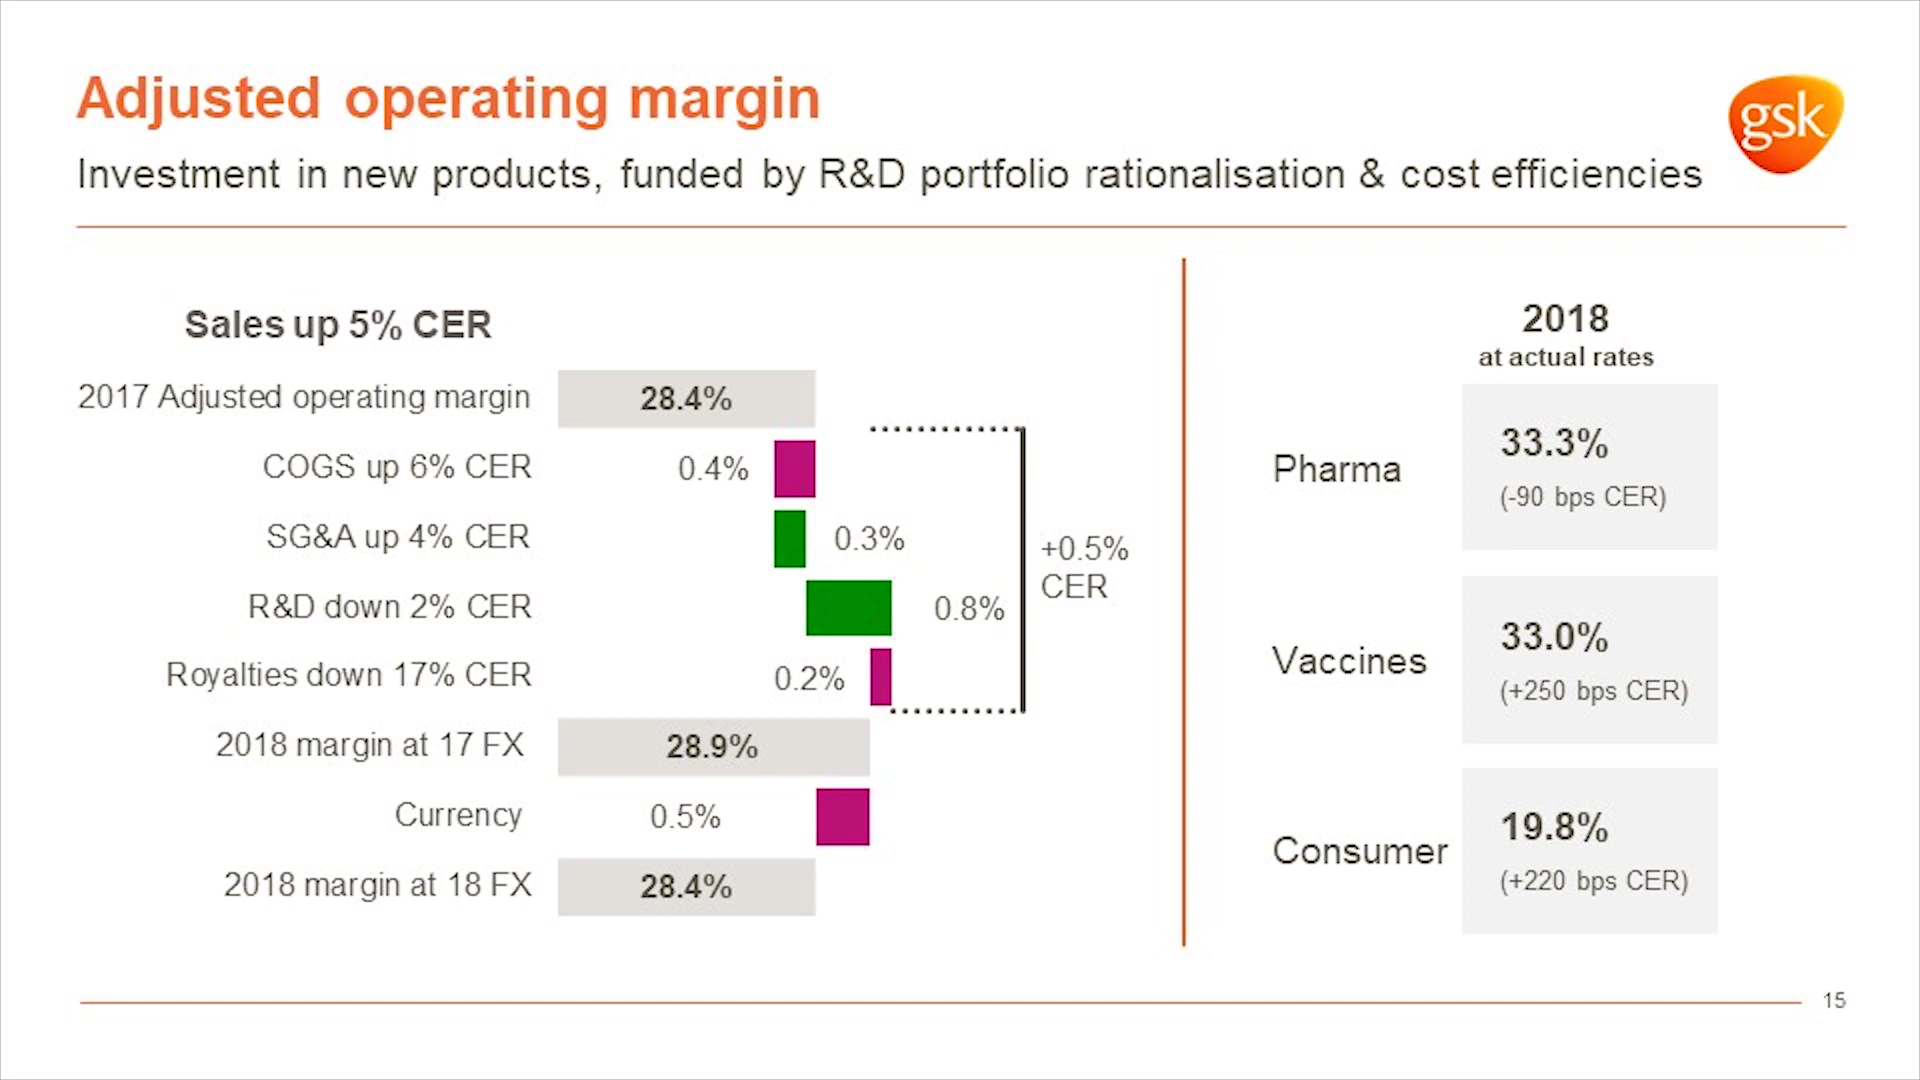 Adjusted operating margin
gsk
Investment in new products, funded by R&D portfolio rationalisation & cost efficiencies
Sales up 5% CER
2017 Adjusted operating margin 28.4%
COGS up 6% CER 0.4%
SG&A up 4% CER 0.3%
R&D down 2% CER 0.8%
Royalties down 17% CER 0.2%
+0.5%
CER
2018 margin at 17 FX 28.9%
Currency 0.5%
2018 margin at 18 FX 28.4%
2018
at actual rates
Pharma
33.3%
(-90 bps CER)
Vaccines
33.0%
(+250 bps CER)
Consumer
19.8%
(+220 bps CER)
15